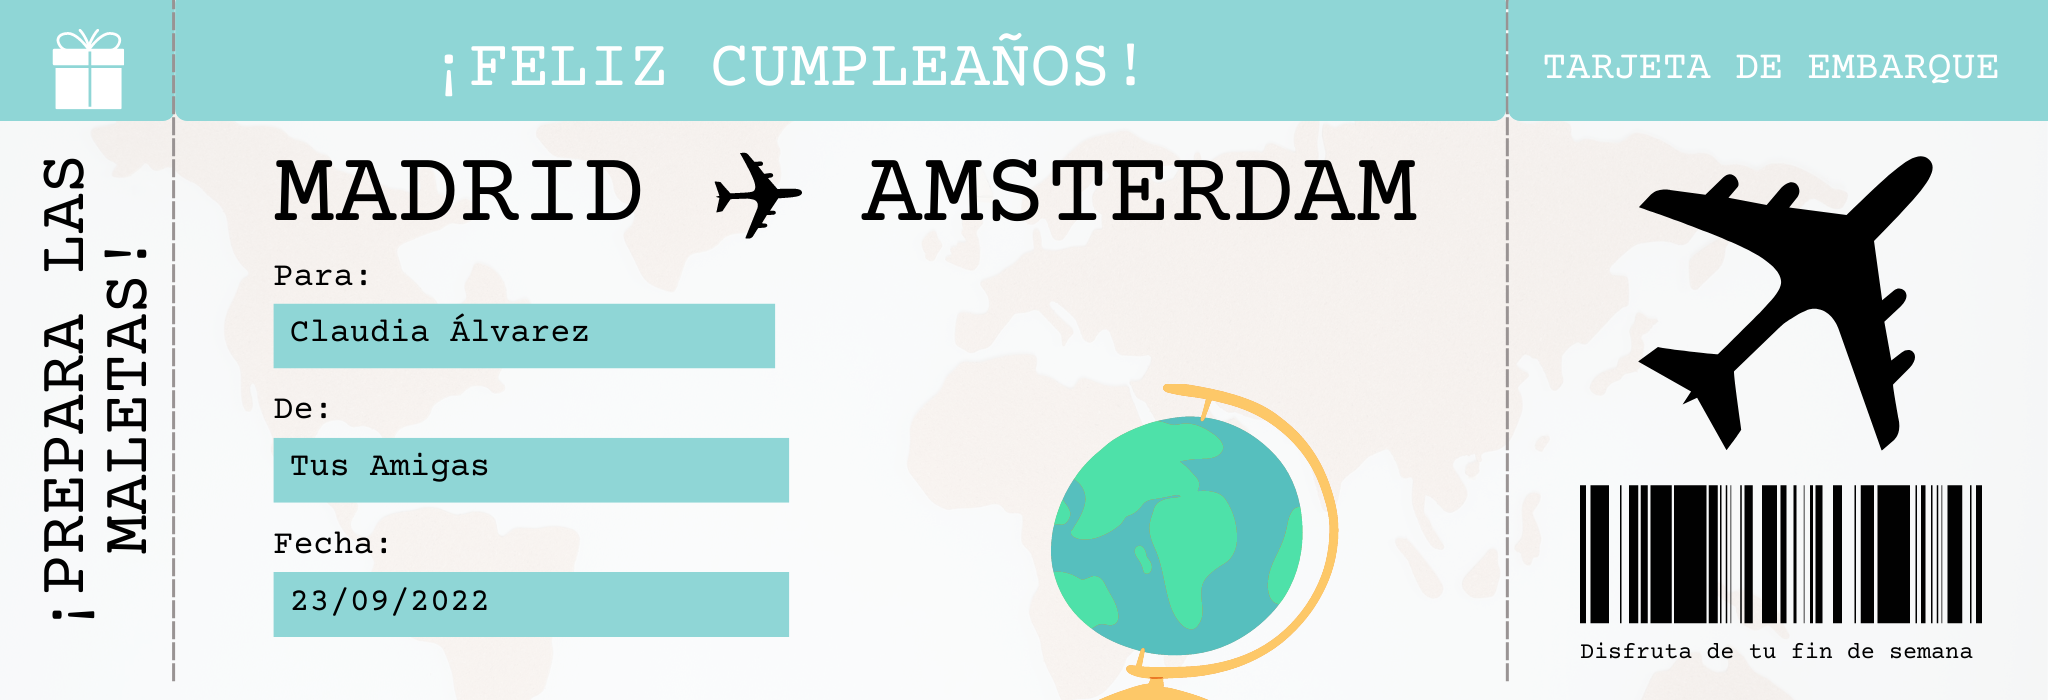 ¡FELIZ CUMPLEAÑOS!
TARJETA DE EMBARQUE
¡PREPARA LAS
MALETAS!
MADRID AMSTERDAM
Para:
Claudia Álvarez
De:
Tus Amigas
Fecha:
23/09/2022
Disfruta de tu fin de semana